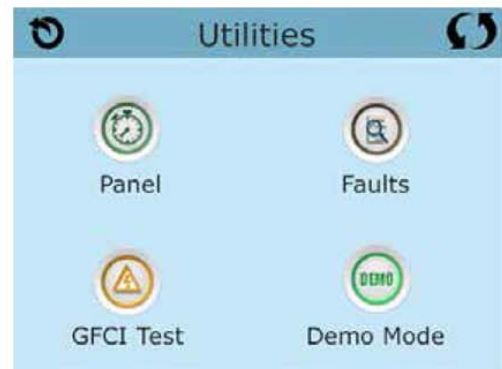 Utilities
Panel
Faults
DEMO
GFCI Test
Demo Mode